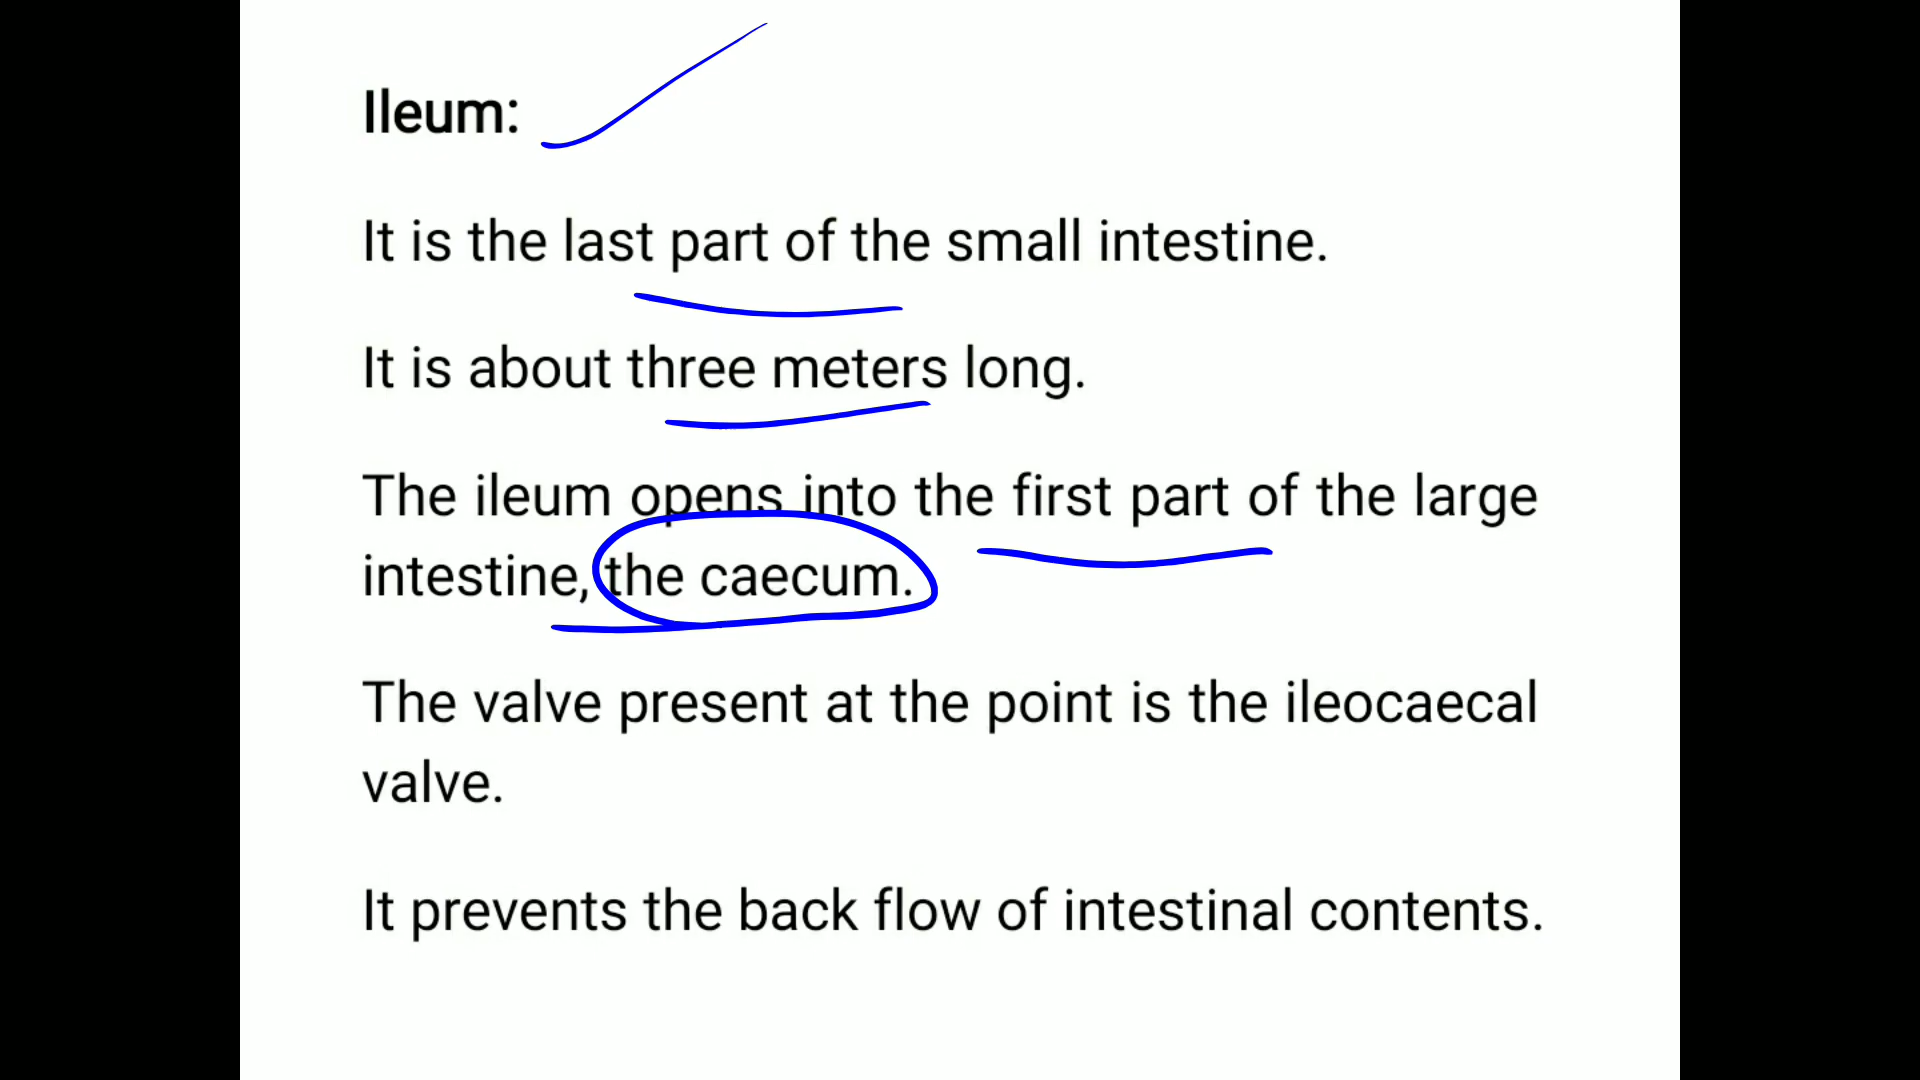 Ileum:
It is the last part of the small intestine.
It is about three meters long.
The ileum opens into the first part of the large
intestine, the caecum.
The valve present at the point is the ileocaecal
valve.
It prevents the back flow of intestinal contents.